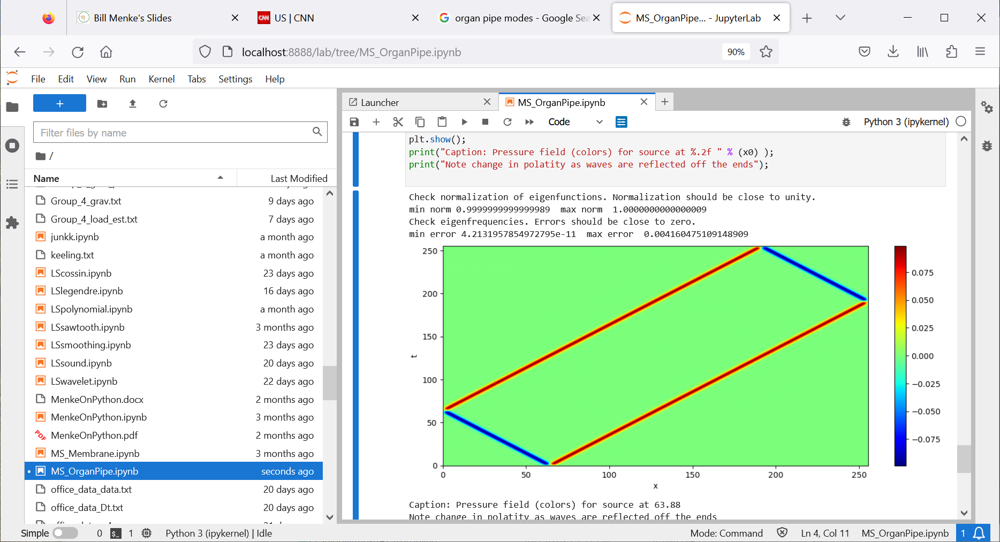 Bill Menke's Slides
CNN US | CNN
organ pipe modes - Google Sea
MS_OrganPipe... - JupyterLab
localhost:8888/lab/tree/MS_OrganPipe.ipynb
90%
File Edit View Run Kernel Tabs Settings Help
+
Filter files by name
/
Name Last Modified
Group_4_grav.txt 9 days ago
Group_4_load_est.txt 7 days ago
junkk.ipynb a month ago
keeling.txt a month ago
LScossin.ipynb 23 days ago
LSlegendre.ipynb 16 days ago
LSpolynomial.ipynb a month ago
LSsawtooth.ipynb 3 months ago
LSsmoothing.ipynb 23 days ago
LSsound.ipynb 20 days ago
LSwavelet.ipynb 22 days ago
MenkeOnPython.docx 2 months ago
MenkeOnPython.ipynb 3 months ago
PDF MenkeOnPython.pdf 2 months ago
MS_Membrane.ipynb 3 months ago
MS_OrganPipe.ipynb seconds ago
office_data_data.txt 20 days ago
office_data_Dt.txt 20 days ago
Launcher
MS_OrganPipe.ipynb
Code
Python 3 (ipykernel)
plt.show();
print("Caption: Pressure field (colors) for source at %.2f " % (x0) );
print("Note change in polatity as waves are reflected off the ends");
Check normalization of eigenfunctions. Normalization should be close to unity.
min norm 0.9999999999999989  max norm  1.0000000000000009
Check eigenfrequencies. Errors should be close to zero.
min error 4.2131957854972795e-11  max error  0.004160475109148909
250
200
150
t
100
50
0
0 50 100 150 200 250
x
0.075
0.050
0.025
0.000
−0.025
−0.050
−0.075
Caption: Pressure field (colors) for source at 63.88
Note change in polatity as waves are reflected off the ends
Simple 0 $_ 1 Python 3 (ipykernel) | Idle
Mode: Command Ln 4, Col 11 MS_OrganPipe.ipynb 1